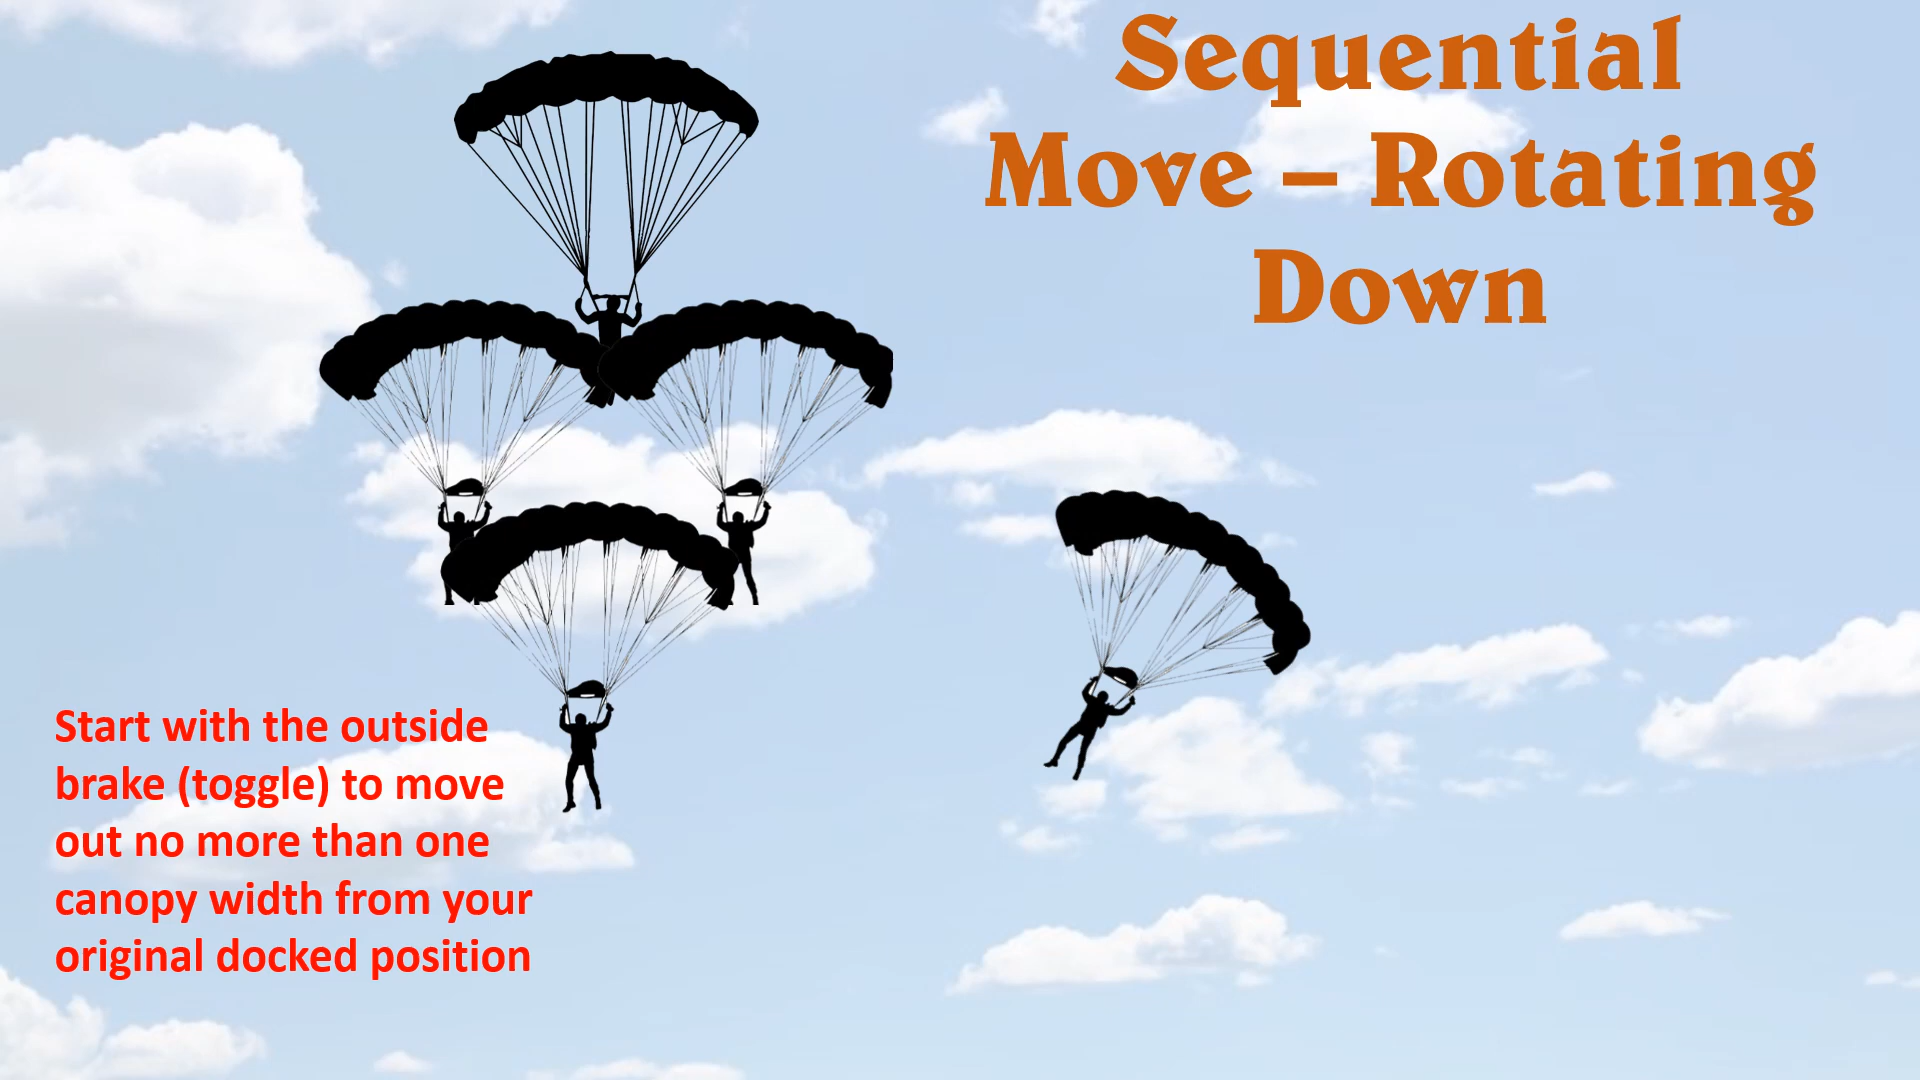 Sequential
Move – Rotating
Down
Start with the outside
brake (toggle) to move
out no more than one
canopy width from your
original docked position